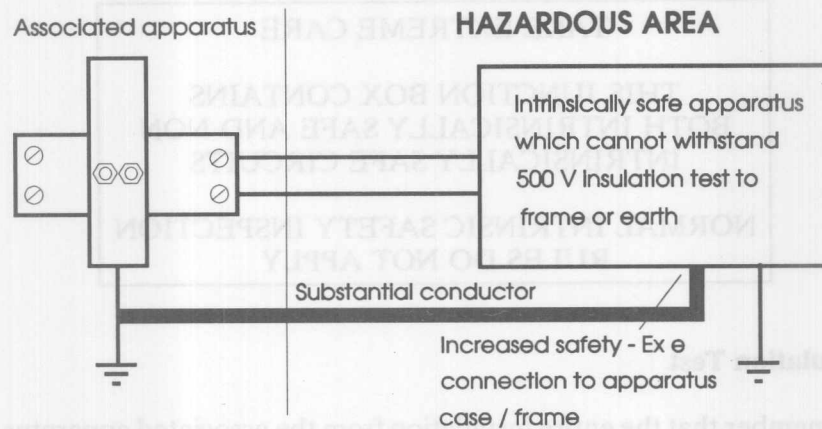 Associated apparatus
HAZARDOUS AREA
Intrinsically safe apparatus
which cannot withstand
500 V insulation test to
frame or earth
Substantial conductor
Increased safety - Ex e
connection to apparatus
case / frame